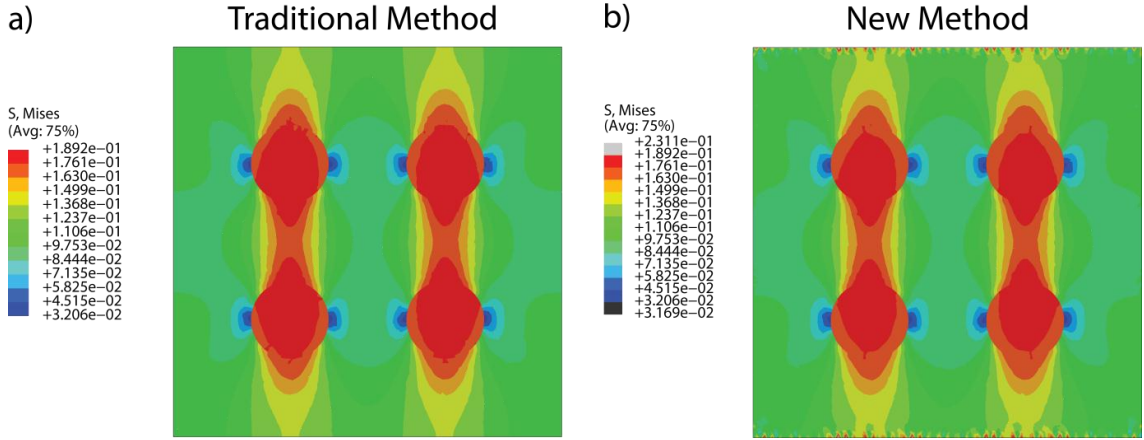 a)
Traditional Method
S, Mises
(Avg: 75%)
+1.892e−01
+1.761e−01
+1.630e−01
+1.499e−01
+1.368e−01
+1.237e−01
+1.106e−01
+9.753e−02
+8.444e−02
+7.135e−02
+5.825e−02
+4.515e−02
+3.206e−02
b)
New Method
S, Mises
(Avg: 75%)
+2.311e−01
+1.892e−01
+1.761e−01
+1.630e−01
+1.499e−01
+1.368e−01
+1.237e−01
+1.106e−01
+9.753e−02
+8.444e−02
+7.135e−02
+5.825e−02
+4.515e−02
+3.206e−02
+3.169e−02